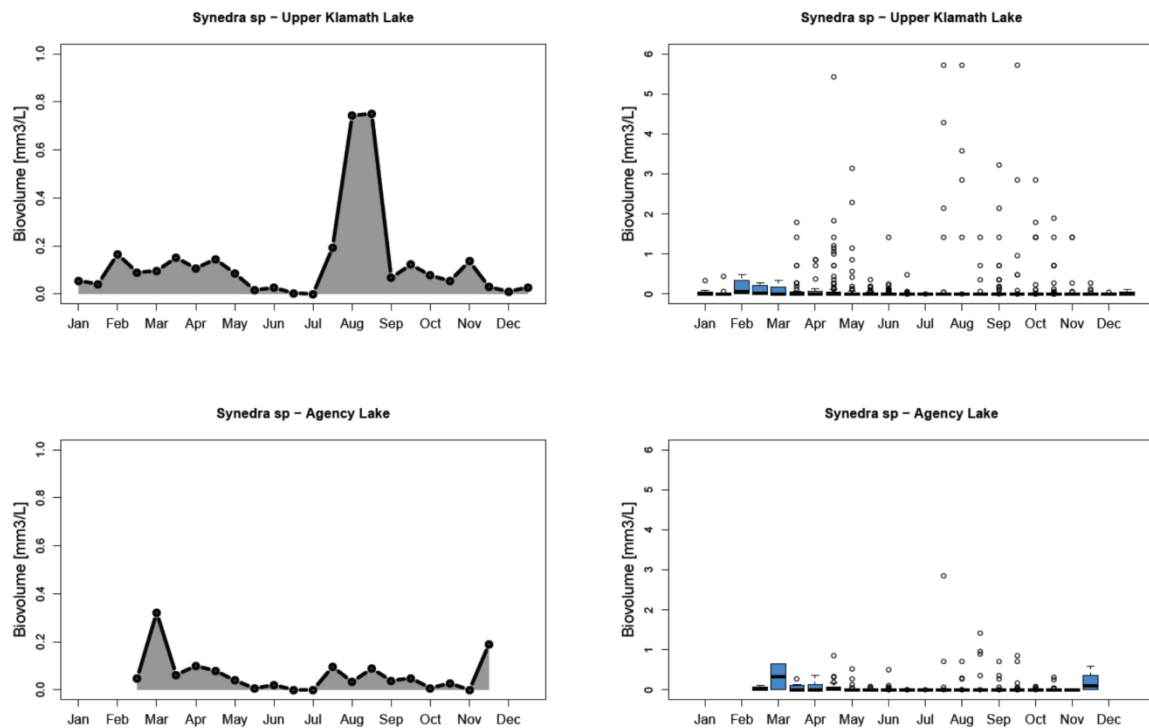 Synedra sp − Upper Klamath Lake
Biovolume [mm3/L]
1.0
0.8
0.6
0.4
0.2
0.0
Jan Feb Mar Apr May Jun Jul Aug Sep Oct Nov Dec
Synedra sp − Upper Klamath Lake
Biovolume [mm3/L]
6
5
4
3
2
1
0
Jan Feb Mar Apr May Jun Jul Aug Sep Oct Nov Dec
Synedra sp − Agency Lake
Biovolume [mm3/L]
1.0
0.8
0.6
0.4
0.2
0.0
Jan Feb Mar Apr May Jun Jul Aug Sep Oct Nov Dec
Synedra sp − Agency Lake
Biovolume [mm3/L]
6
5
4
3
2
1
0
Jan Feb Mar Apr May Jun Jul Aug Sep Oct Nov Dec